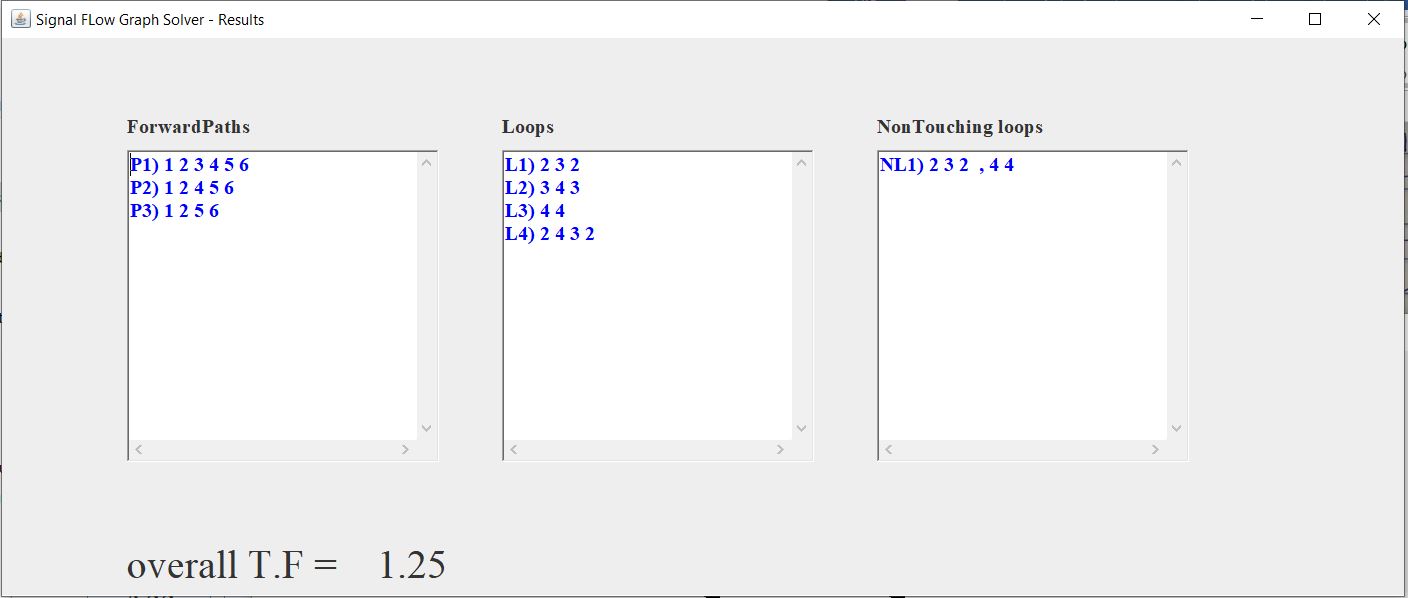 Signal FLow Graph Solver - Results
ForwardPaths
P1) 1 2 3 4 5 6
P2) 1 2 4 5 6
P3) 1 2 5 6
Loops
L1) 2 3 2
L2) 3 4 3
L3) 4 4
L4) 2 4 3 2
NonTouching loops
NL1) 2 3 2  , 4 4
overall T.F =    1.25